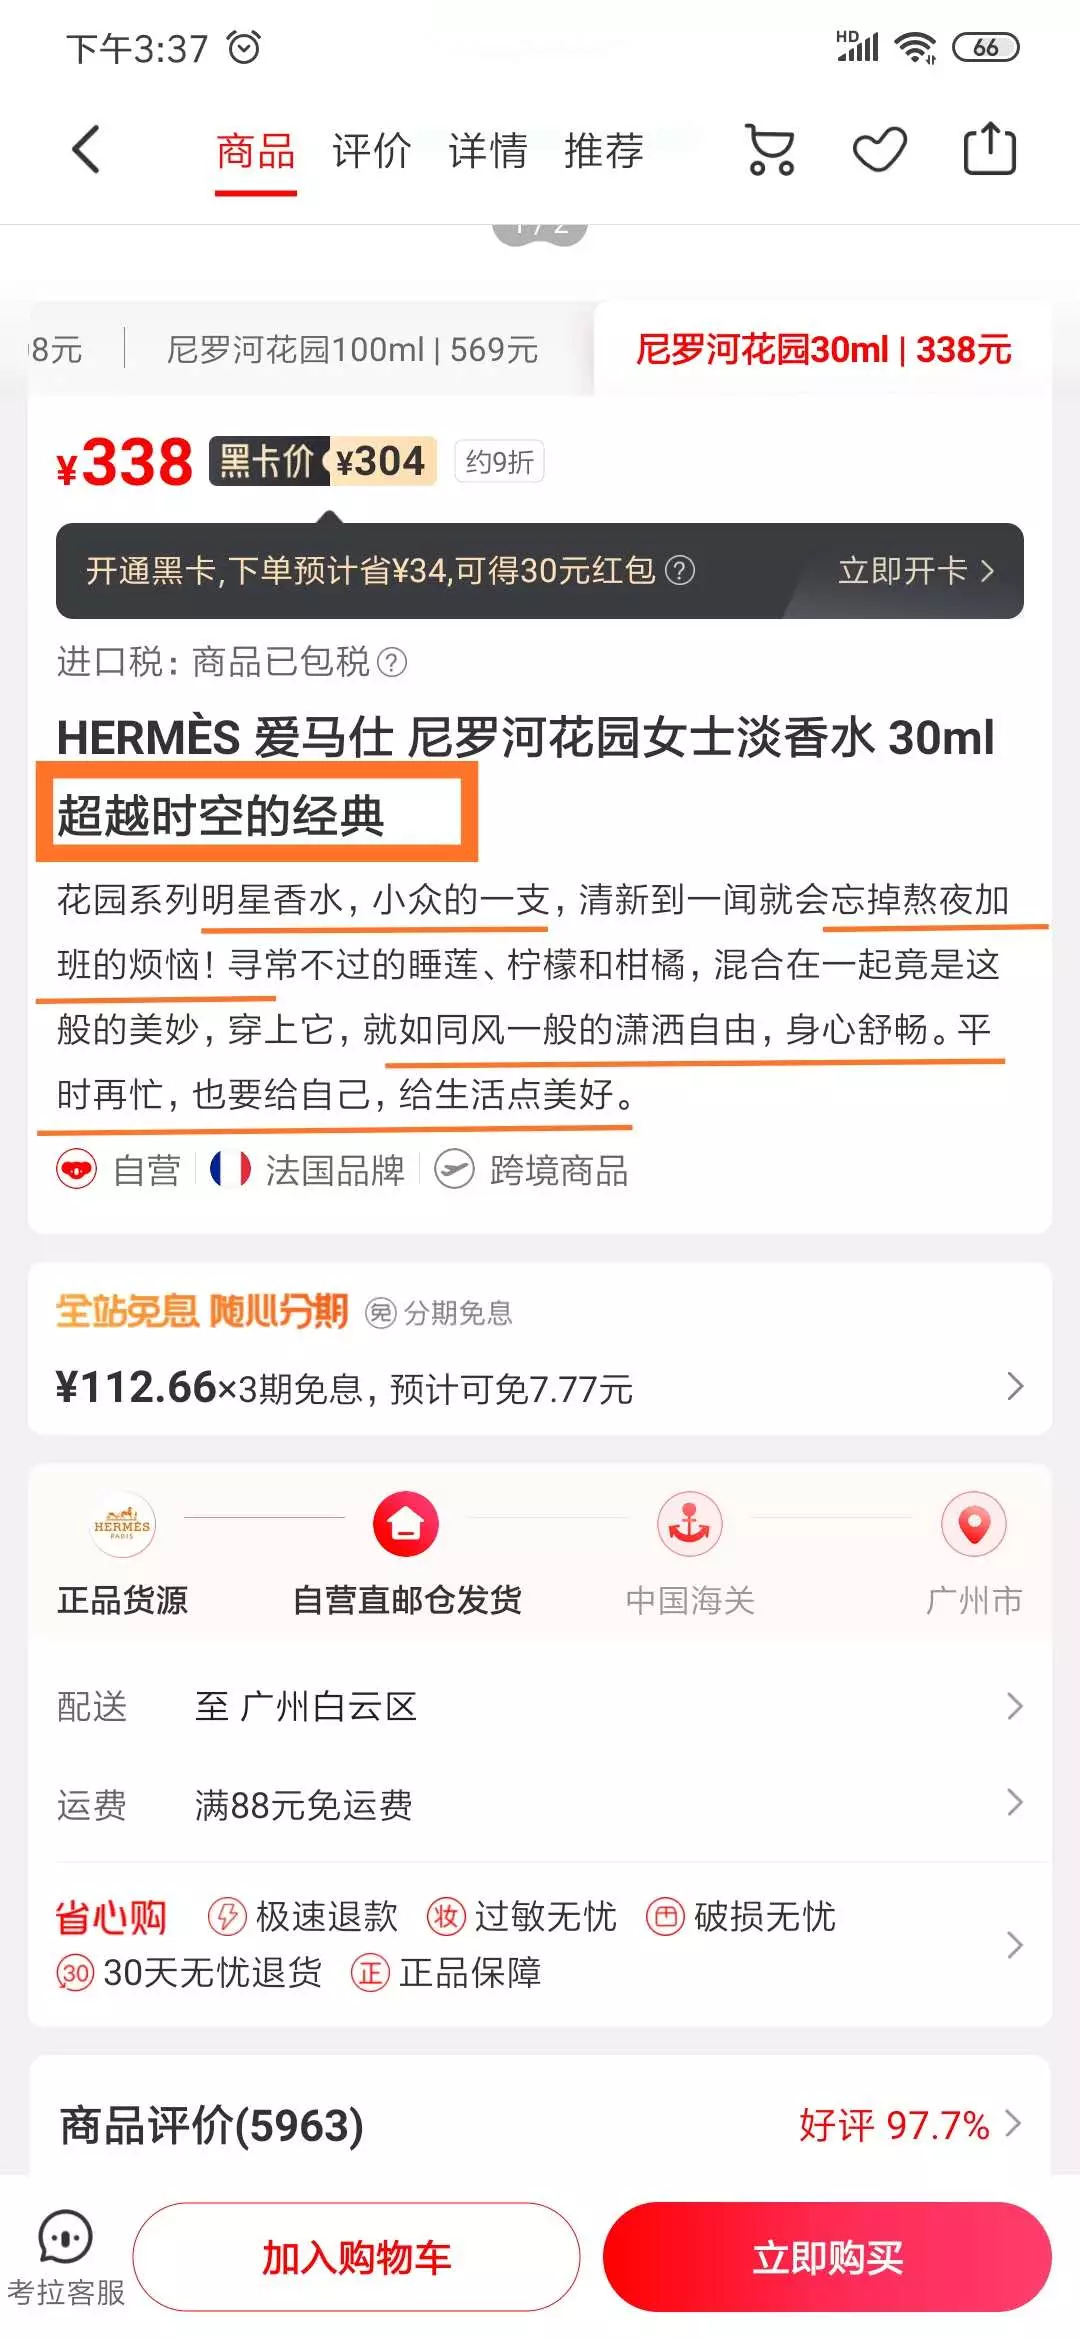 下午3:37
HD
66
商品 评价 详情 推荐
1/2
8元 | 尼罗河花园100ml | 569元 尼罗河花园30ml | 338元
¥338 黑卡价 ¥304 约9折
开通黑卡,下单预计省¥34,可得30元红包? 立即开卡 >
进口税: 商品已包税?
HERMÈS 爱马仕 尼罗河花园女士淡香水 30ml
超越时空的经典
花园系列明星香水，小众的一支，清新到一闻就会忘掉熬夜加
班的烦恼！寻常不过的睡莲、柠檬和柑橘，混合在一起竟是这
般的美妙，穿上它，就如同风一般的潇洒自由，身心舒畅。平
时再忙，也要给自己，给生活点美好。
自营 法国品牌 跨境商品
全站免息 随心分期 免 分期免息
¥112.66×3期免息，预计可免7.77元
HERMÈS
PARIS
正品货源 自营直邮仓发货 中国海关 广州市
配送 至 广州白云区
运费 满88元免运费
省心购 极速退款 妆 过敏无忧 破损无忧
30 30天无忧退货 正 正品保障
商品评价(5963) 好评 97.7%
考拉客服 加入购物车 立即购买